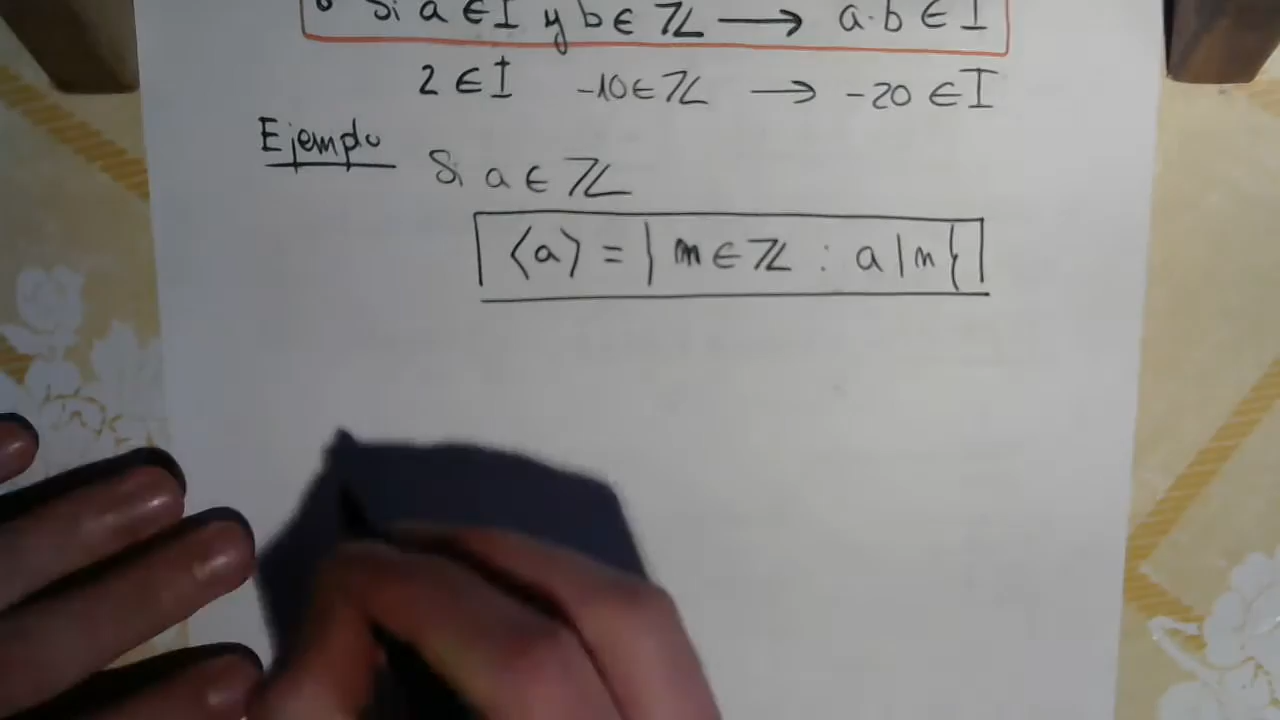 • Si a ∈ I y b ∈ ℤ ⟶ a·b ∈ I
2 ∈ I -10 ∈ ℤ ⟶ -20 ∈ I
Ejemplo Si a ∈ ℤ
⟨a⟩ = { m ∈ ℤ : a | m }